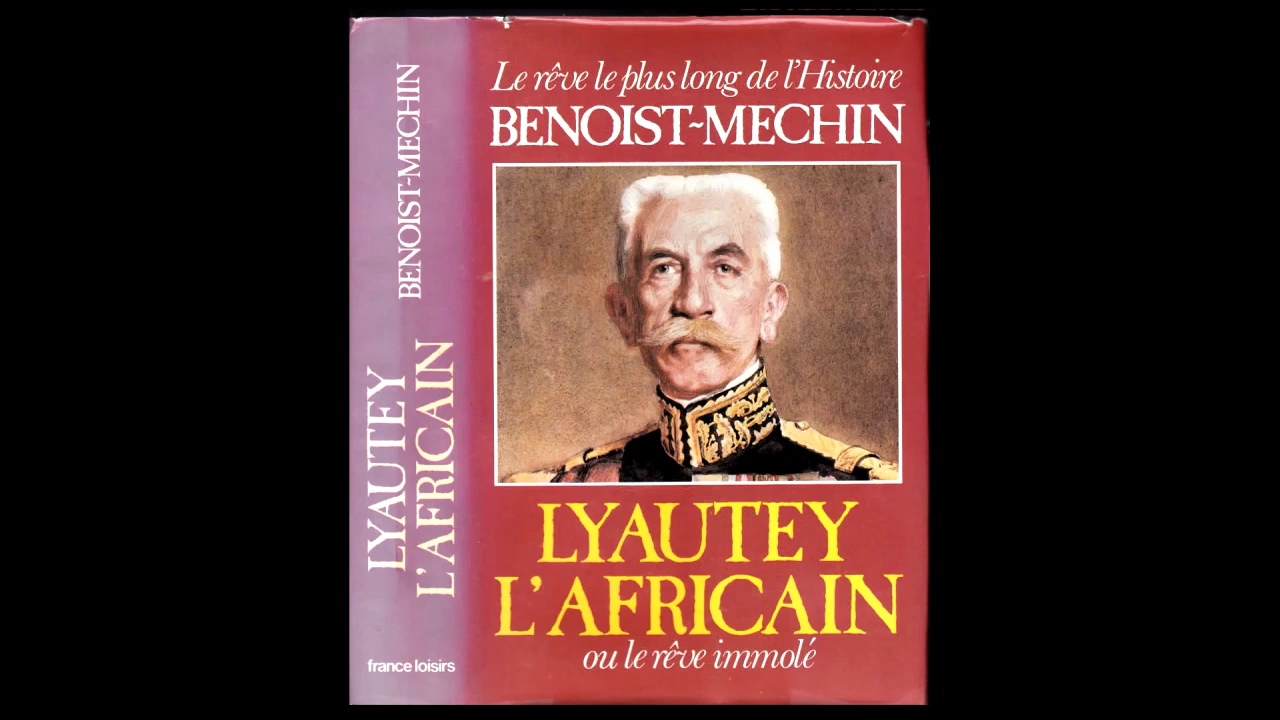 Le rêve le plus long de l'Histoire
BENOIST-MECHIN
LYAUTEY
L'AFRICAIN
ou le rêve immolé
BENOIST-MECHIN
LYAUTEY
L'AFRICAIN
france loisirs